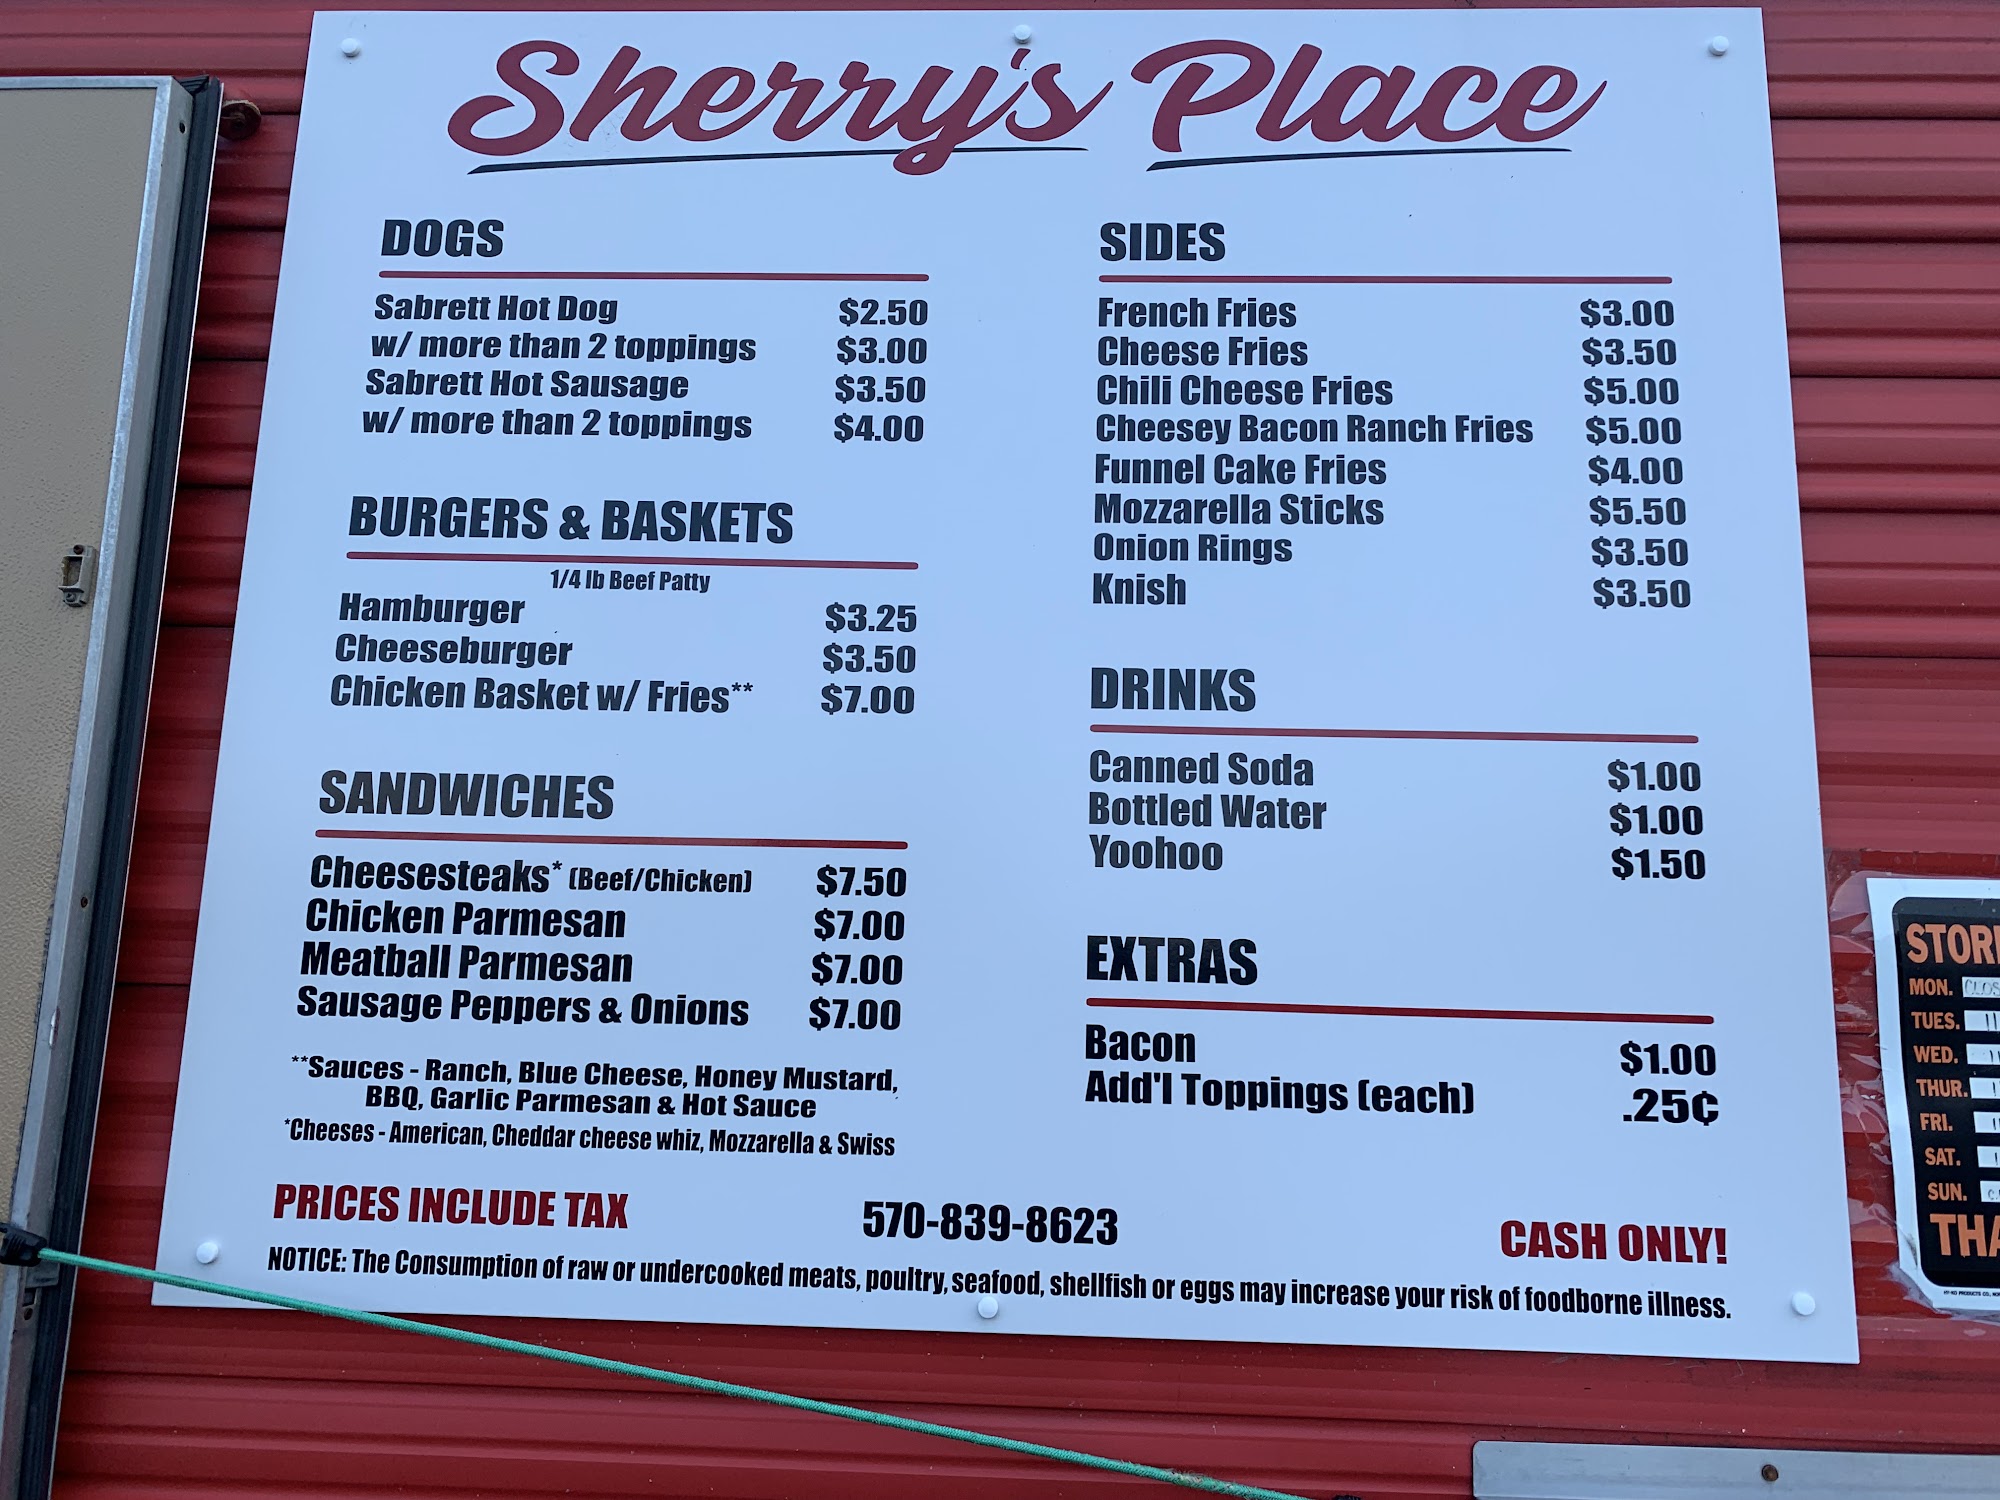 Sherry's Place
DOGS
Sabrett Hot Dog $2.50
w/ more than 2 toppings $3.00
Sabrett Hot Sausage $3.50
w/ more than 2 toppings $4.00
BURGERS & BASKETS
1/4 lb Beef Patty
Hamburger $3.25
Cheeseburger $3.50
Chicken Basket w/ Fries** $7.00
SANDWICHES
Cheesesteaks* (Beef/Chicken) $7.50
Chicken Parmesan $7.00
Meatball Parmesan $7.00
Sausage Peppers & Onions $7.00
**Sauces - Ranch, Blue Cheese, Honey Mustard,
BBQ, Garlic Parmesan & Hot Sauce
*Cheeses - American, Cheddar cheese whiz, Mozzarella & Swiss
SIDES
French Fries $3.00
Cheese Fries $3.50
Chili Cheese Fries $5.00
Cheesey Bacon Ranch Fries $5.00
Funnel Cake Fries $4.00
Mozzarella Sticks $5.50
Onion Rings $3.50
Knish $3.50
DRINKS
Canned Soda $1.00
Bottled Water $1.00
Yoohoo $1.50
EXTRAS
Bacon $1.00
Add'l Toppings (each) .25¢
PRICES INCLUDE TAX 570-839-8623 CASH ONLY!
NOTICE: The Consumption of raw or undercooked meats, poultry, seafood, shellfish or eggs may increase your risk of foodborne illness.
MON.
TUES.
WED.
THUR.
FRI.
SAT.
SUN.